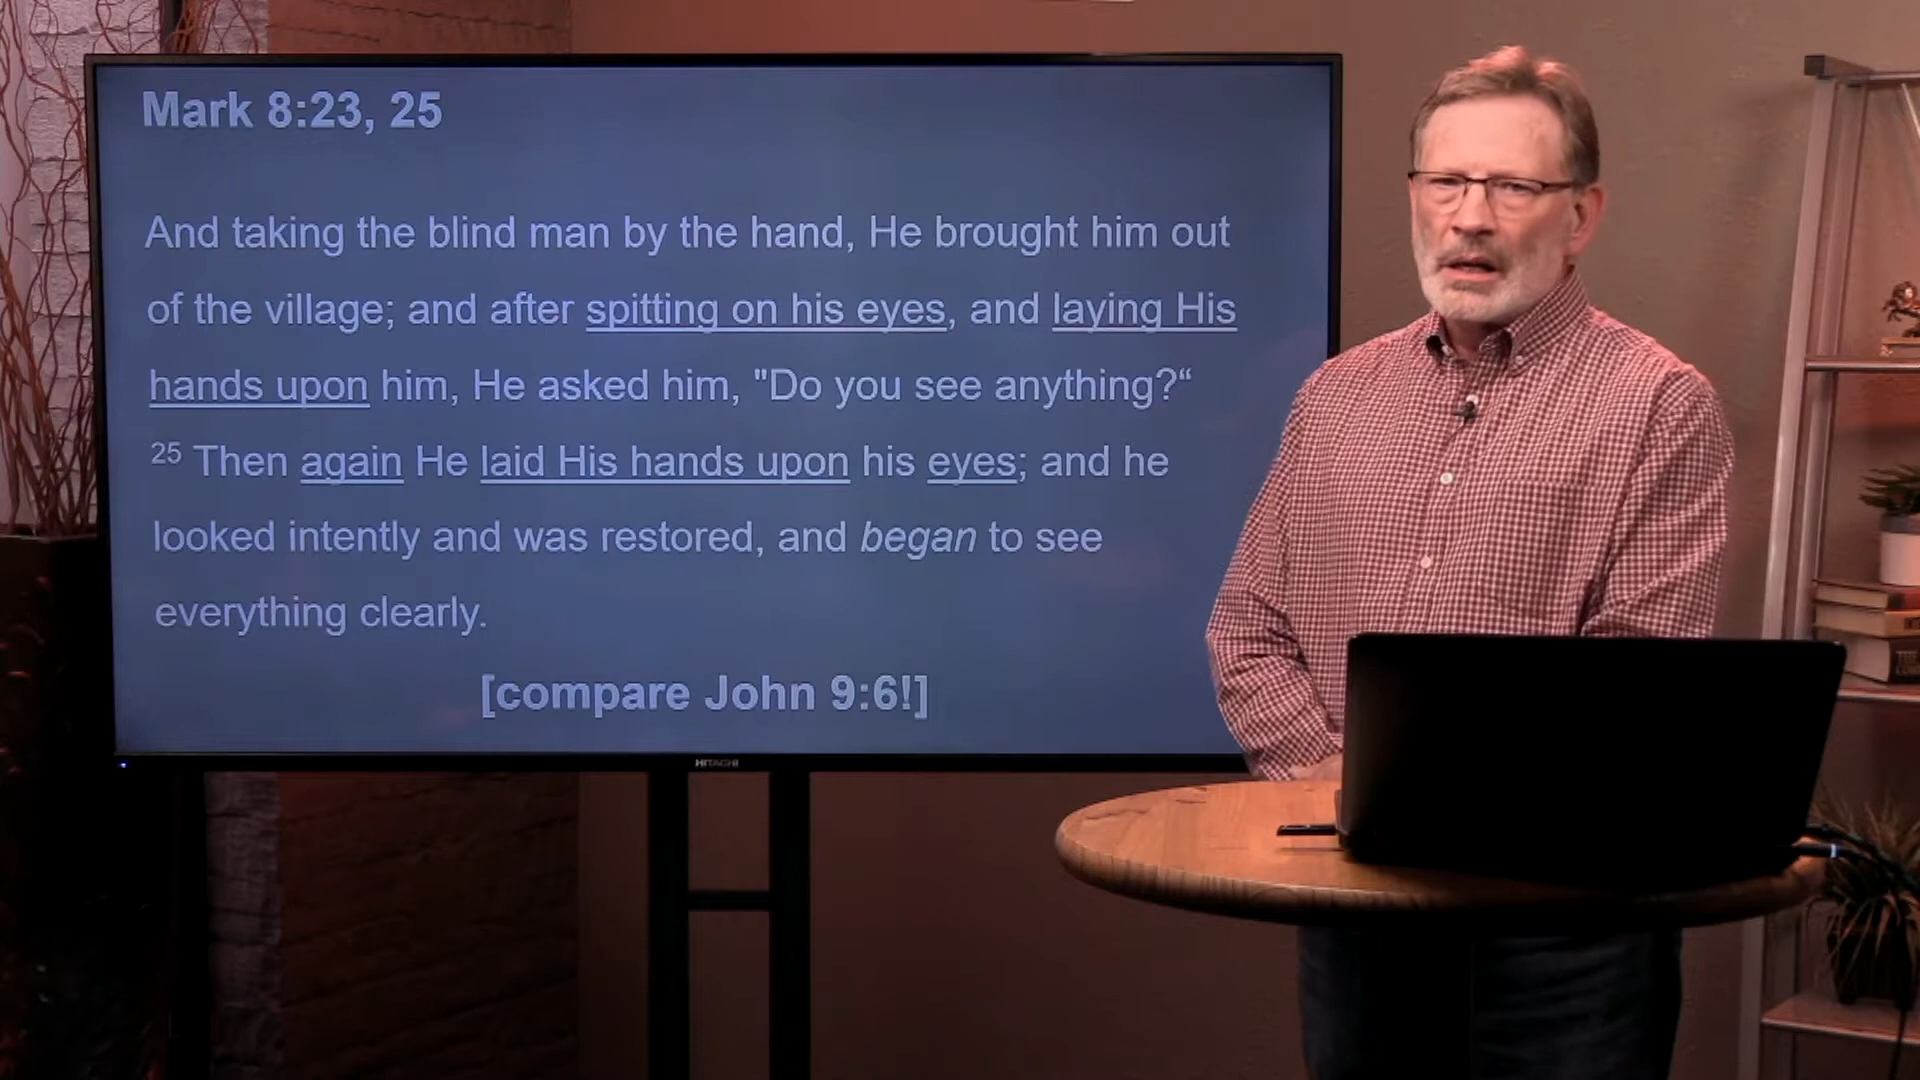 Mark 8:23, 25
And taking the blind man by the hand, He brought him out
of the village; and after spitting on his eyes, and laying His
hands upon him, He asked him, "Do you see anything?“
25 Then again He laid His hands upon his eyes; and he
looked intently and was restored, and began to see
everything clearly.
[compare John 9:6!]
HITACHI